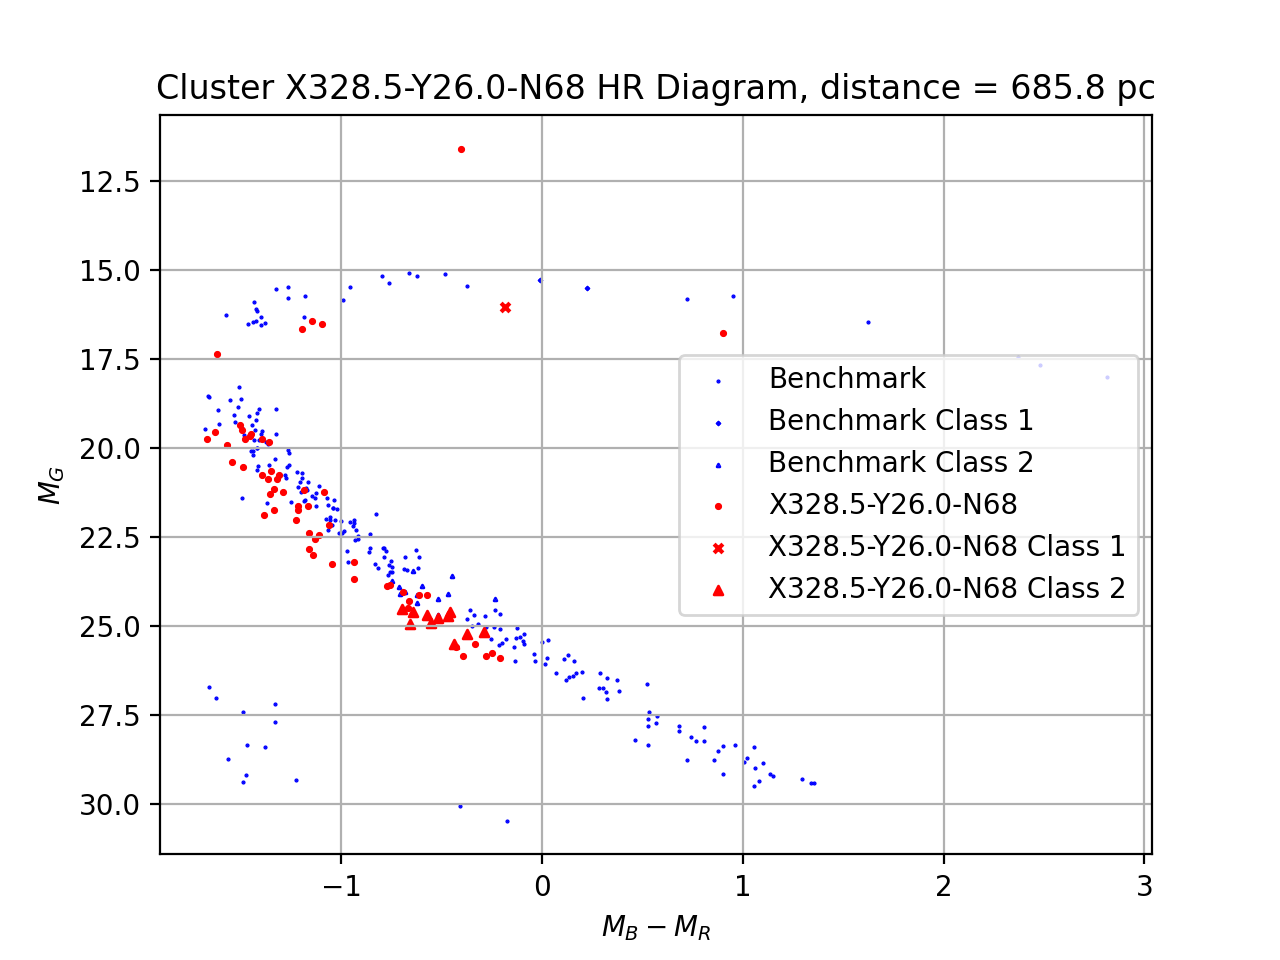 Cluster X328.5-Y26.0-N68 HR Diagram, distance = 685.8 pc
12.5
15.0
17.5
20.0
22.5
25.0
27.5
30.0
M_G
Benchmark
Benchmark Class 1
Benchmark Class 2
X328.5-Y26.0-N68
X328.5-Y26.0-N68 Class 1
X328.5-Y26.0-N68 Class 2
−1 0 1 2 3
M_B − M_R